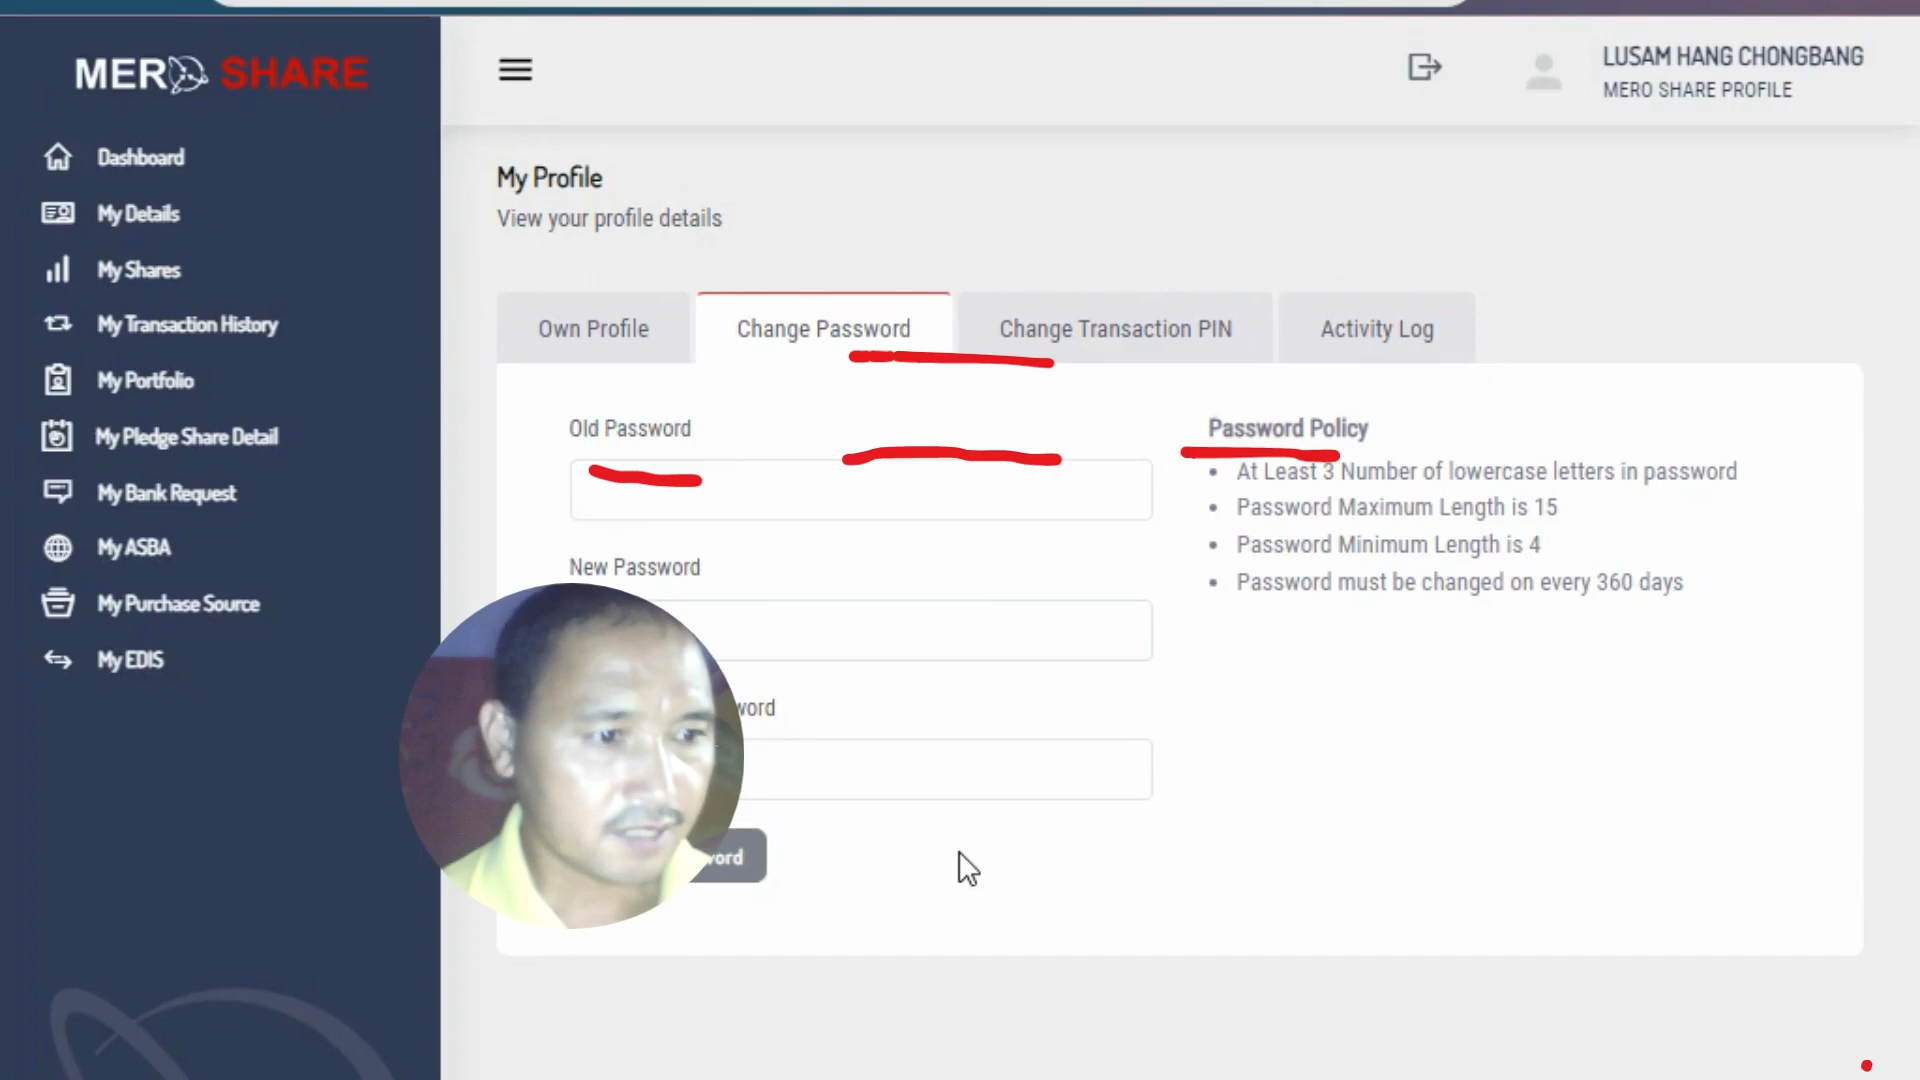 MERO SHARE
LUSAM HANG CHONGBANG
MERO SHARE PROFILE
Dashboard
My Details
My Shares
My Transaction History
My Portfolio
My Pledge Share Detail
My Bank Request
My ASBA
My Purchase Source
My EDIS
My Profile
View your profile details
Own Profile
Change Password
Change Transaction PIN
Activity Log
Old Password
New Password
word
word
Password Policy
At Least 3 Number of lowercase letters in password
Password Maximum Length is 15
Password Minimum Length is 4
Password must be changed on every 360 days